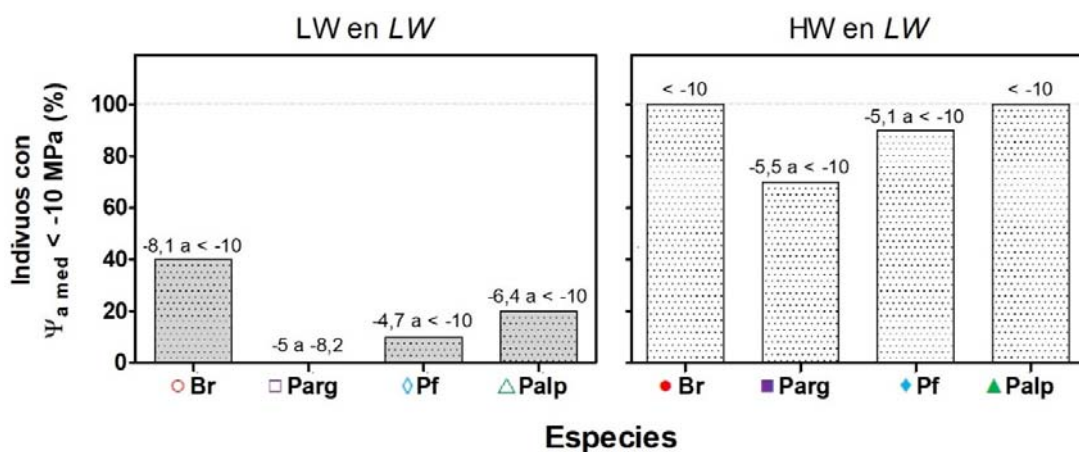 LW en LW
HW en LW
Indivuos con
Ψa med < -10 MPa (%)
100
80
60
40
20
0
-8,1 a < -10
-5 a -8,2
-4,7 a < -10
-6,4 a < -10
< -10
-5,5 a < -10
-5,1 a < -10
< -10
Br Parg Pf Palp
Br Parg Pf Palp
Especies